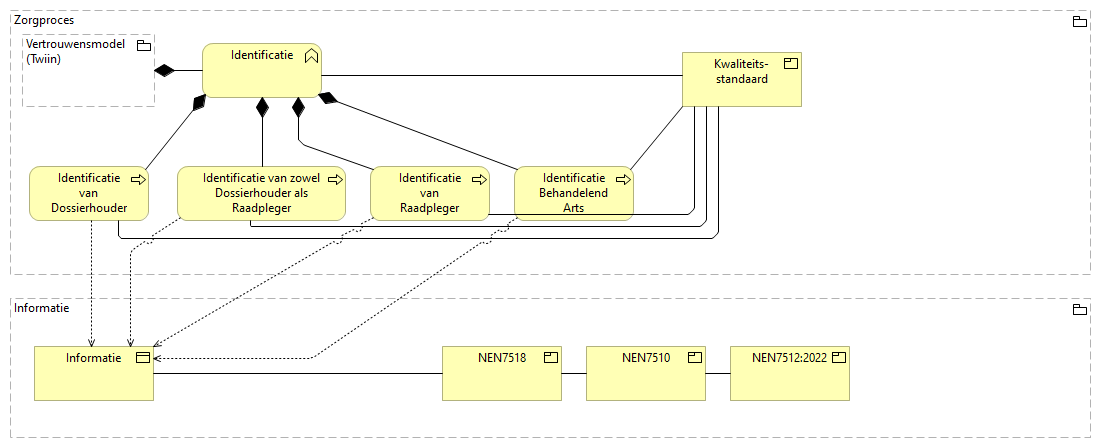 Zorgproces
Vertrouwensmodel
(Twiin)
Identificatie
Kwaliteits-
standaard
Identificatie
van
Dossierhouder
Identificatie van zowel
Dossierhouder als
Raadpleger
Identificatie
van
Raadpleger
Identificatie
Behandelend
Arts
Informatie
Informatie
NEN7518
NEN7510
NEN7512:2022